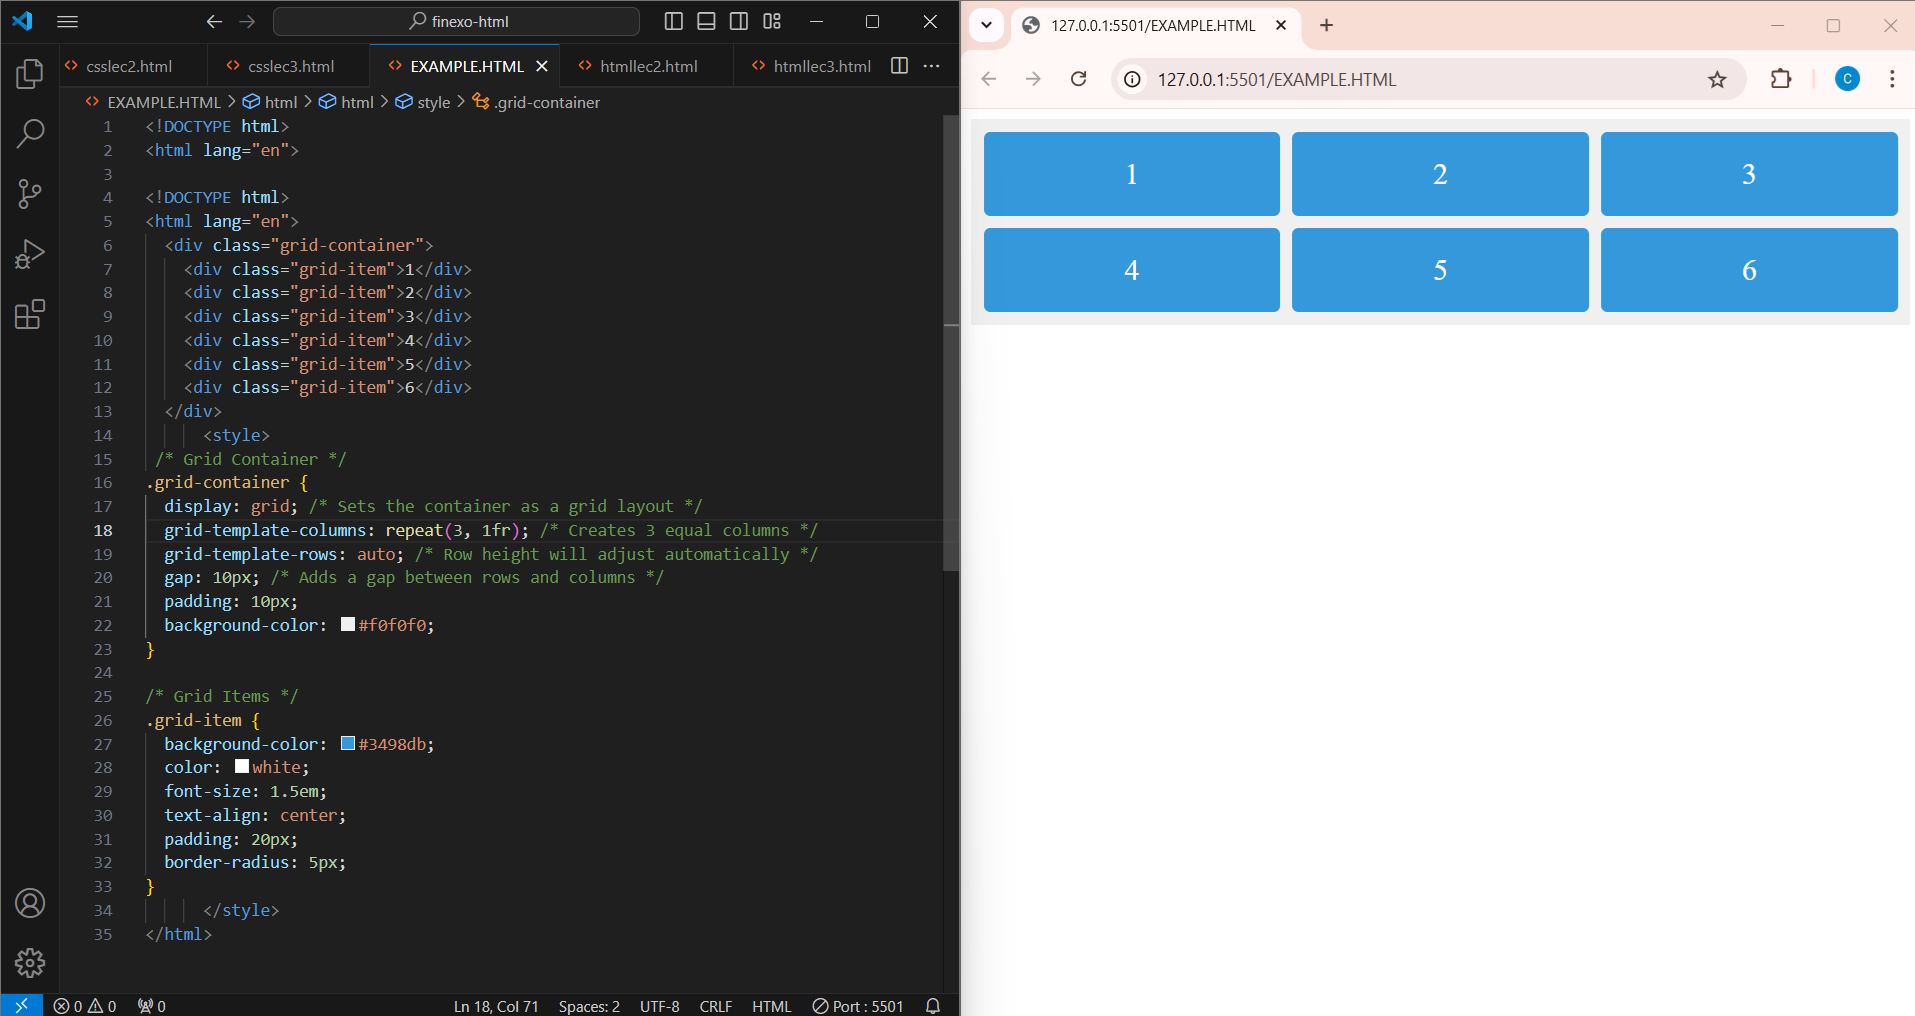 finexo-html
csslec2.html
csslec3.html
EXAMPLE.HTML
htmllec2.html
htmllec3.html
EXAMPLE.HTML > html > html > style > .grid-container
1 <!DOCTYPE html>
2 <html lang="en">
3
4 <!DOCTYPE html>
5 <html lang="en">
6 <div class="grid-container">
7 <div class="grid-item">1</div>
8 <div class="grid-item">2</div>
9 <div class="grid-item">3</div>
10 <div class="grid-item">4</div>
11 <div class="grid-item">5</div>
12 <div class="grid-item">6</div>
13 </div>
14 <style>
15 /* Grid Container */
16 .grid-container {
17 display: grid; /* Sets the container as a grid layout */
18 grid-template-columns: repeat(3, 1fr); /* Creates 3 equal columns */
19 grid-template-rows: auto; /* Row height will adjust automatically */
20 gap: 10px; /* Adds a gap between rows and columns */
21 padding: 10px;
22 background-color: #f0f0f0;
23 }
24
25 /* Grid Items */
26 .grid-item {
27 background-color: #3498db;
28 color: white;
29 font-size: 1.5em;
30 text-align: center;
31 padding: 20px;
32 border-radius: 5px;
33 }
34 </style>
35 </html>
0 0 0 Ln 18, Col 71 Spaces: 2 UTF-8 CRLF HTML Port : 5501
127.0.0.1:5501/EXAMPLE.HTML
127.0.0.1:5501/EXAMPLE.HTML
C
1 2 3
4 5 6